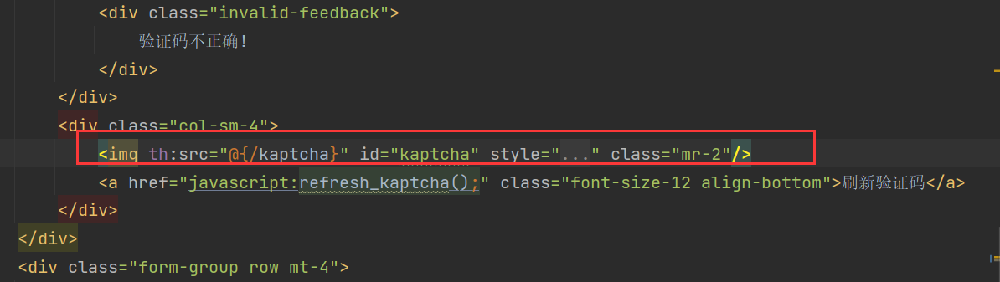 <div class="invalid-feedback">
验证码不正确!
</div>
</div>
<div class="col-sm-4">
<img th:src="@{/kaptcha}" id="kaptcha" style="..." class="mr-2"/>
<a href="javascript:refresh_kaptcha();" class="font-size-12 align-bottom">刷新验证码</a>
</div>
</div>
<div class="form-group row mt-4">